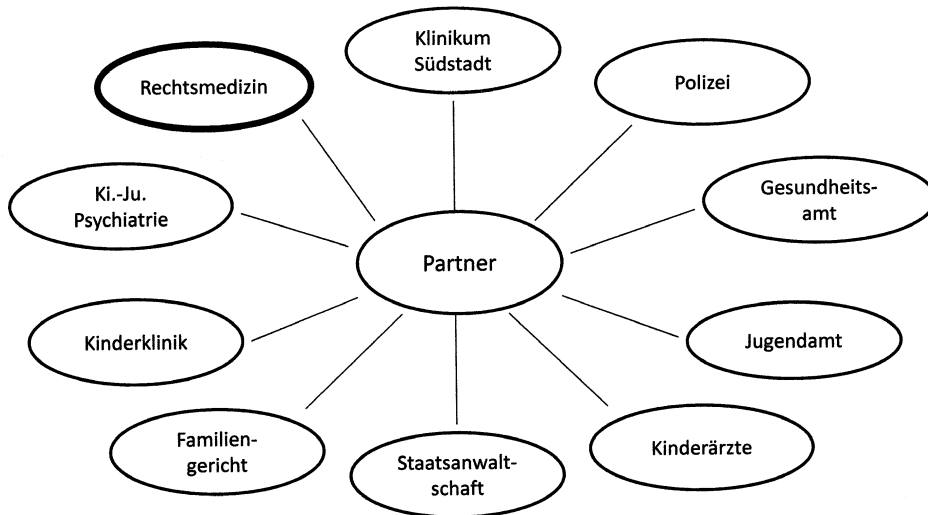 Klinikum
Südstadt
Rechtsmedizin
Polizei
Ki.-Ju.
Psychiatrie
Gesundheits-
amt
Partner
Kinderklinik
Jugendamt
Familien-
gericht
Staatsanwalt-
schaft
Kinderärzte